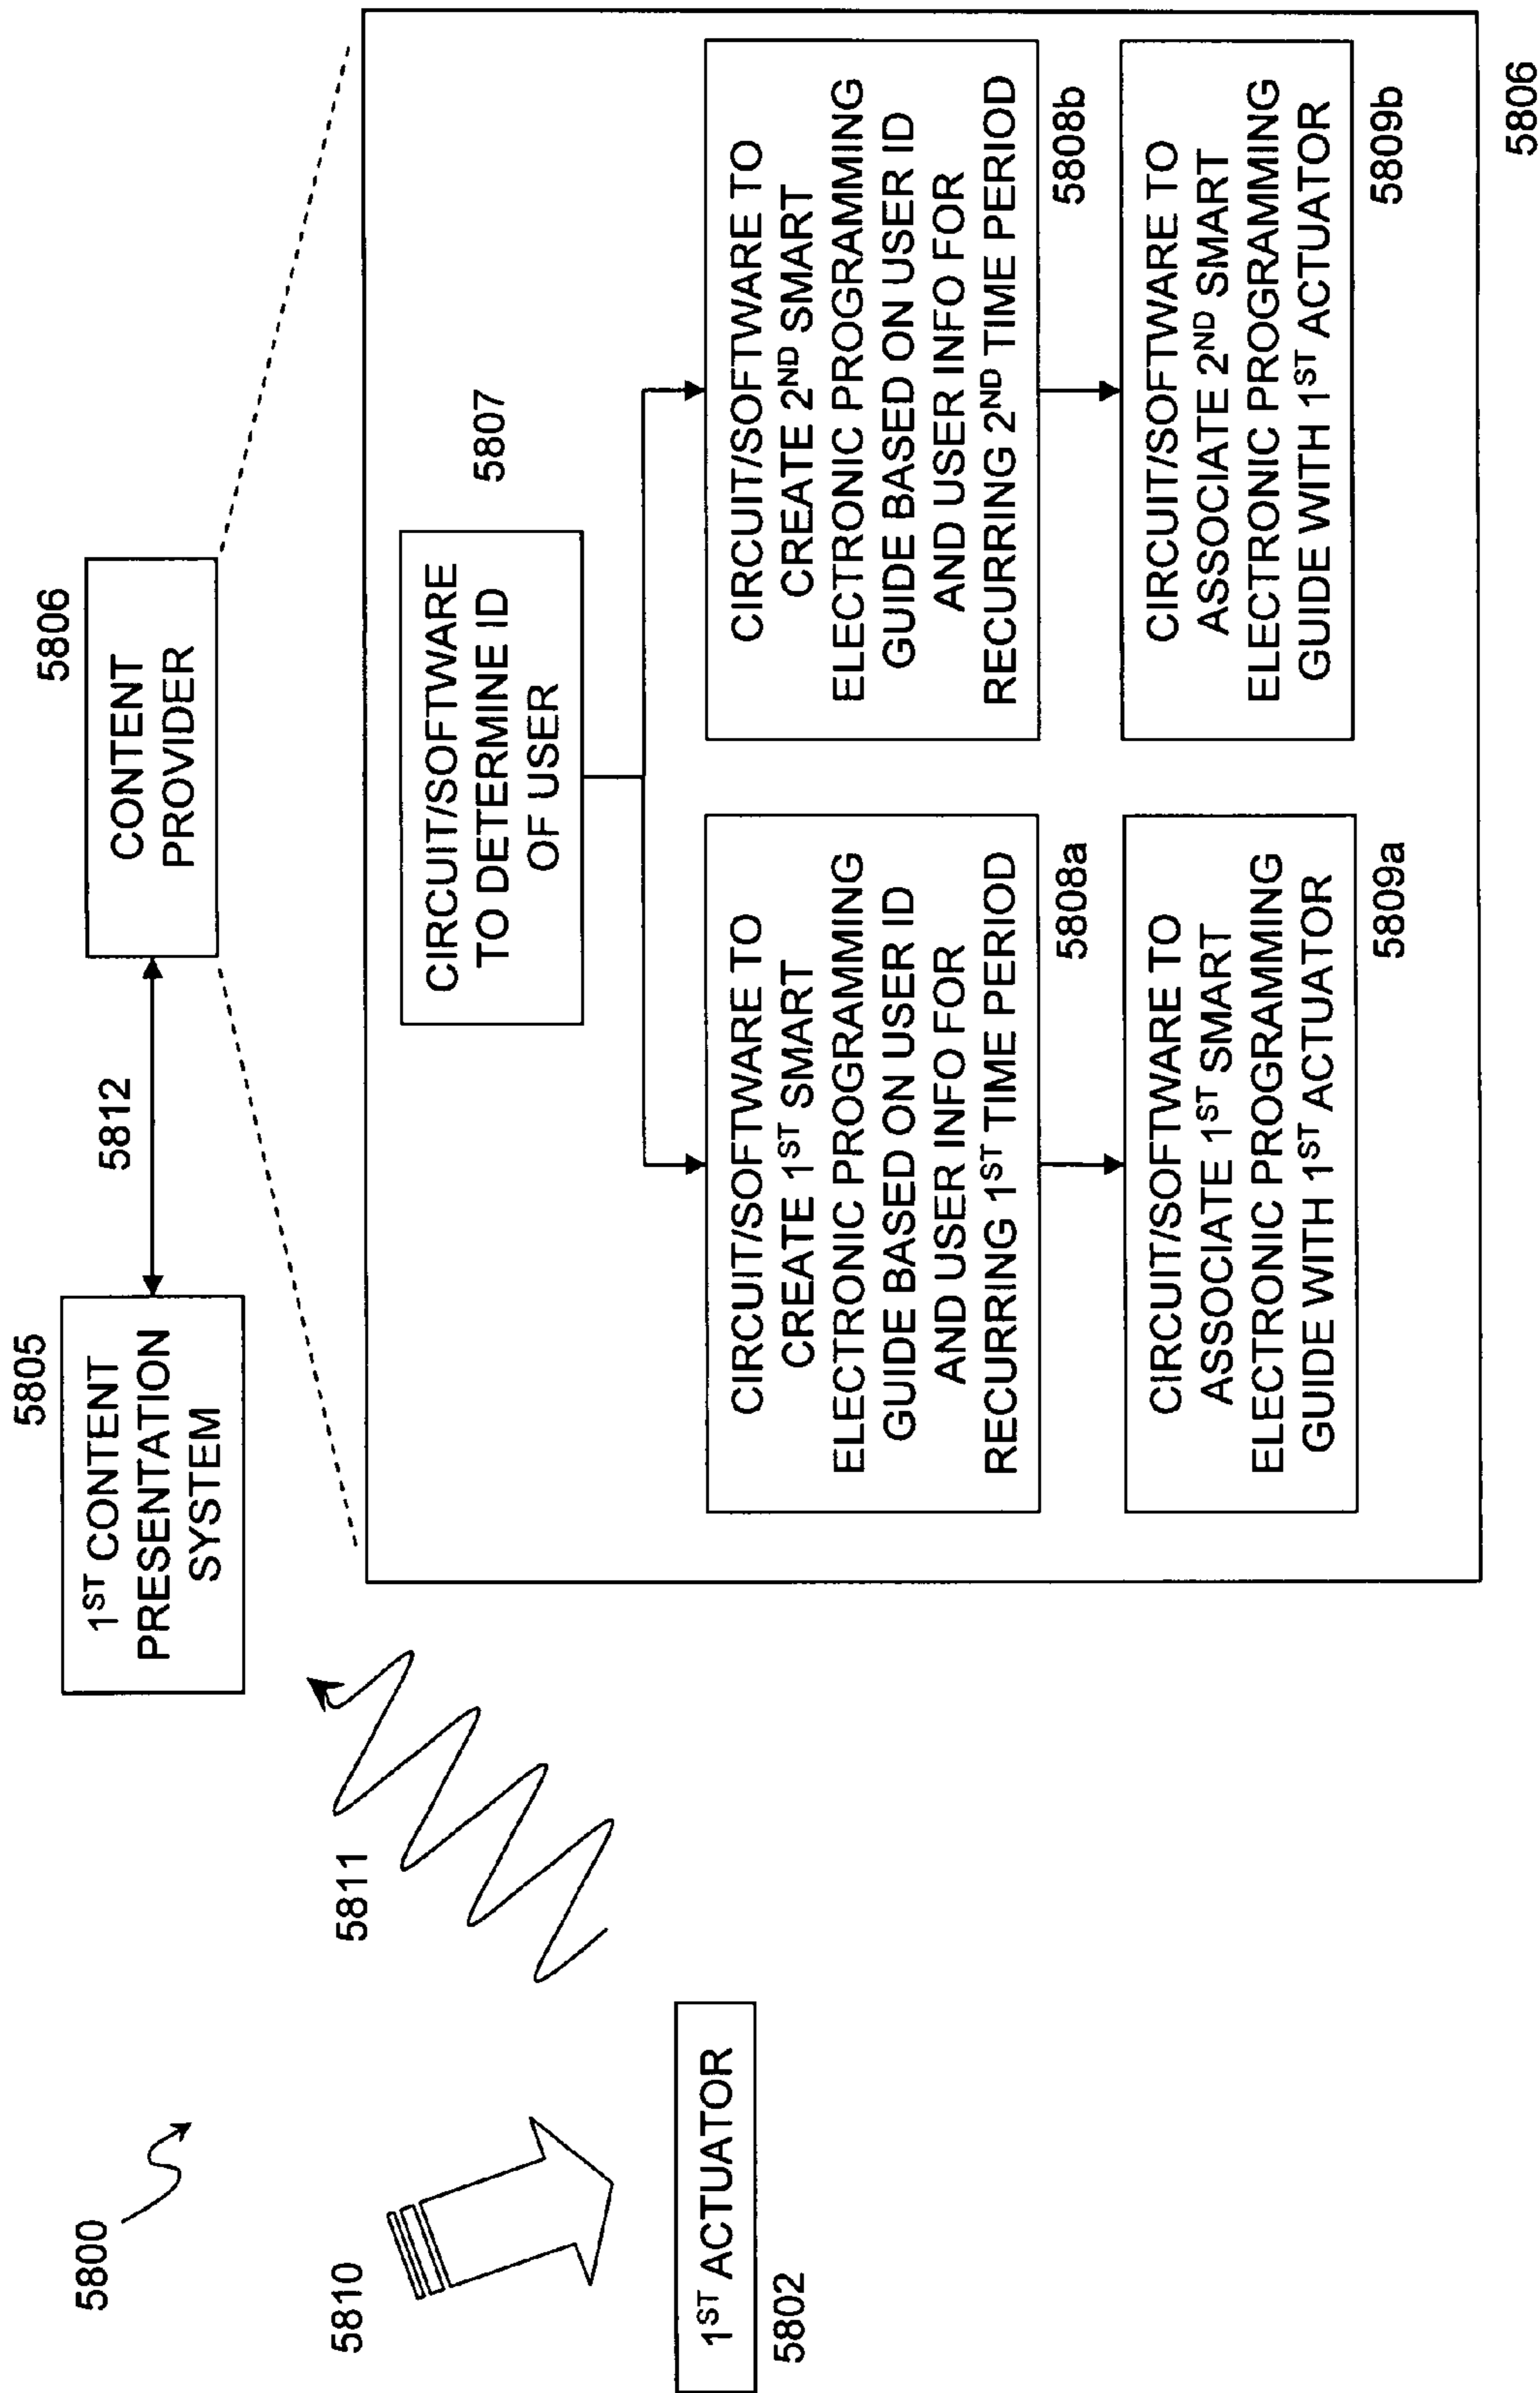 5800
5810
1ST ACTUATOR
5802
5811
5805
1ST CONTENT
PRESENTATION
SYSTEM
5812
5806
CONTENT
PROVIDER
CIRCUIT/SOFTWARE
TO DETERMINE ID
OF USER
5807
CIRCUIT/SOFTWARE TO
CREATE 1ST SMART
ELECTRONIC PROGRAMMING
GUIDE BASED ON USER ID
AND USER INFO FOR
RECURRING 1ST TIME PERIOD
5808a
CIRCUIT/SOFTWARE TO
ASSOCIATE 1ST SMART
ELECTRONIC PROGRAMMING
GUIDE WITH 1ST ACTUATOR
5809a
CIRCUIT/SOFTWARE TO
CREATE 2ND SMART
ELECTRONIC PROGRAMMING
GUIDE BASED ON USER ID
AND USER INFO FOR
RECURRING 2ND TIME PERIOD
5808b
CIRCUIT/SOFTWARE TO
ASSOCIATE 2ND SMART
ELECTRONIC PROGRAMMING
GUIDE WITH 1ST ACTUATOR
5809b
5806